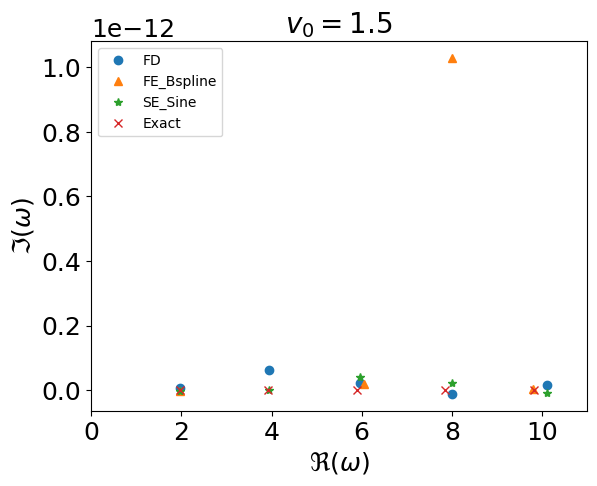 1e−12
v₀ = 1.5
1.0
0.8
0.6
0.4
0.2
0.0
ℑ(ω)
FD
FE_Bspline
SE_Sine
Exact
0 2 4 6 8 10
ℜ(ω)